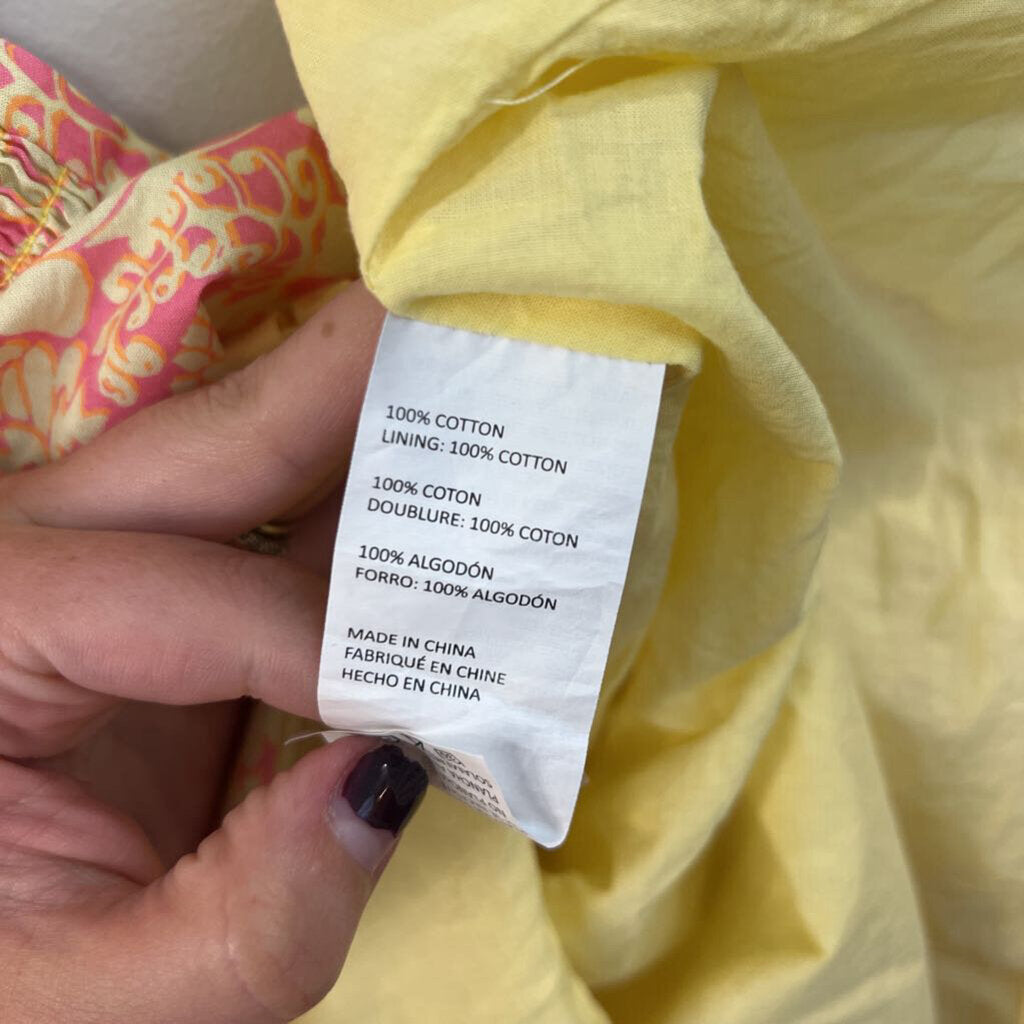 100% COTTON
LINING: 100% COTTON
100% COTON
DOUBLURE: 100% COTON
100% ALGODÓN
FORRO: 100% ALGODÓN
MADE IN CHINA
FABRIQUÉ EN CHINE
HECHO EN CHINA